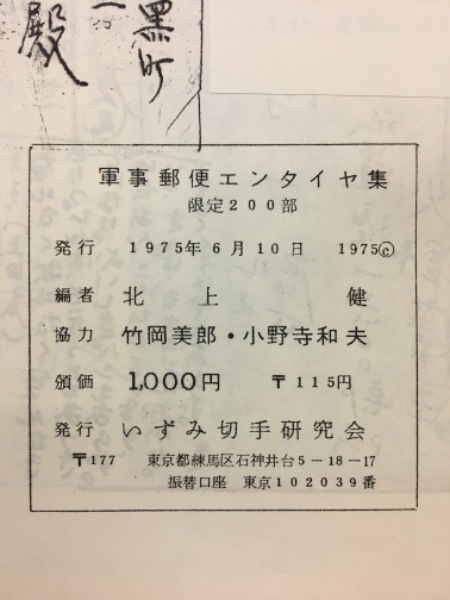 黒町
殿
軍事郵便エンタイヤ集
限定200部
発行 1975年6月10日 1975©
編者 北上 健
協力 竹岡美郎・小野寺和夫
頒価 1,000円 〒115円
発行 いずみ切手研究会
〒177 東京都練馬区石神井台5-18-17
振替口座 東京102039番